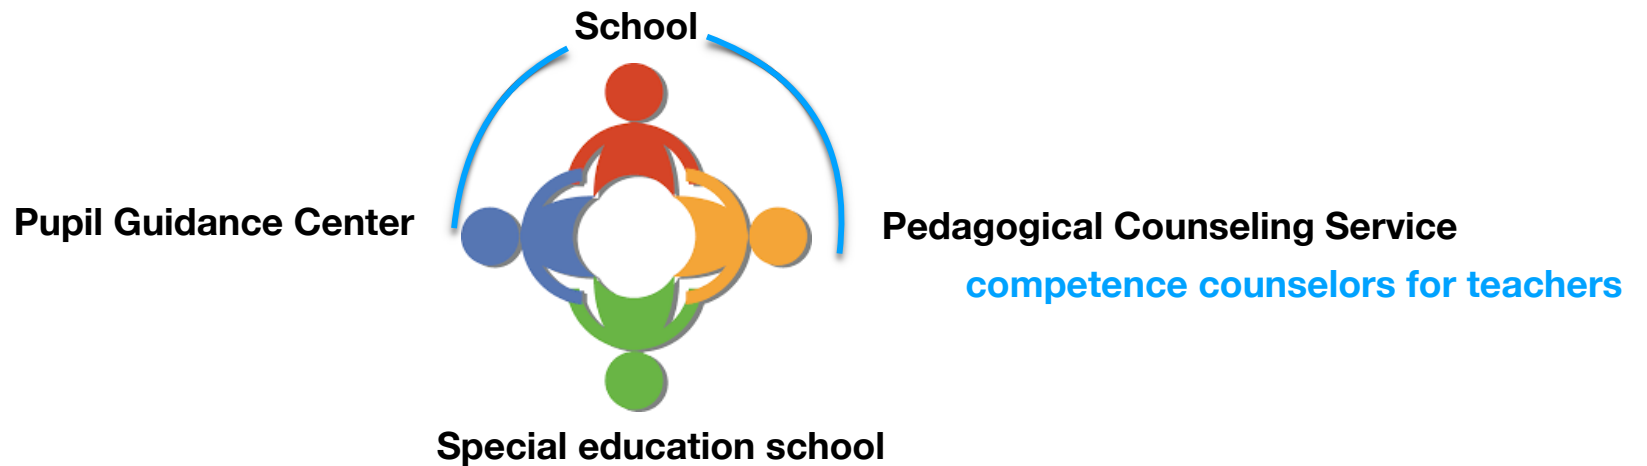 School
Pupil Guidance Center
Pedagogical Counseling Service
competence counselors for teachers
Special education school